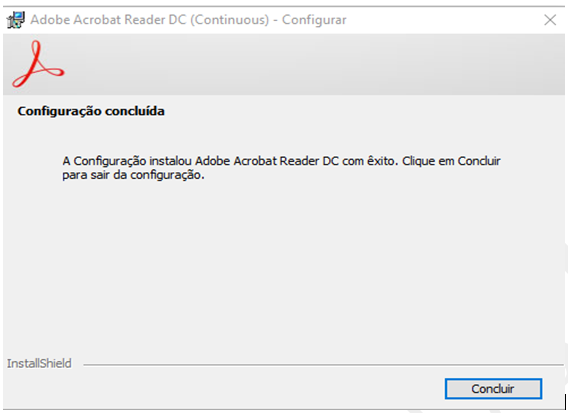 Adobe Acrobat Reader DC (Continuous) - Configurar
Configuração concluída
A Configuração instalou Adobe Acrobat Reader DC com êxito. Clique em Concluir
para sair da configuração.
InstallShield
Concluir